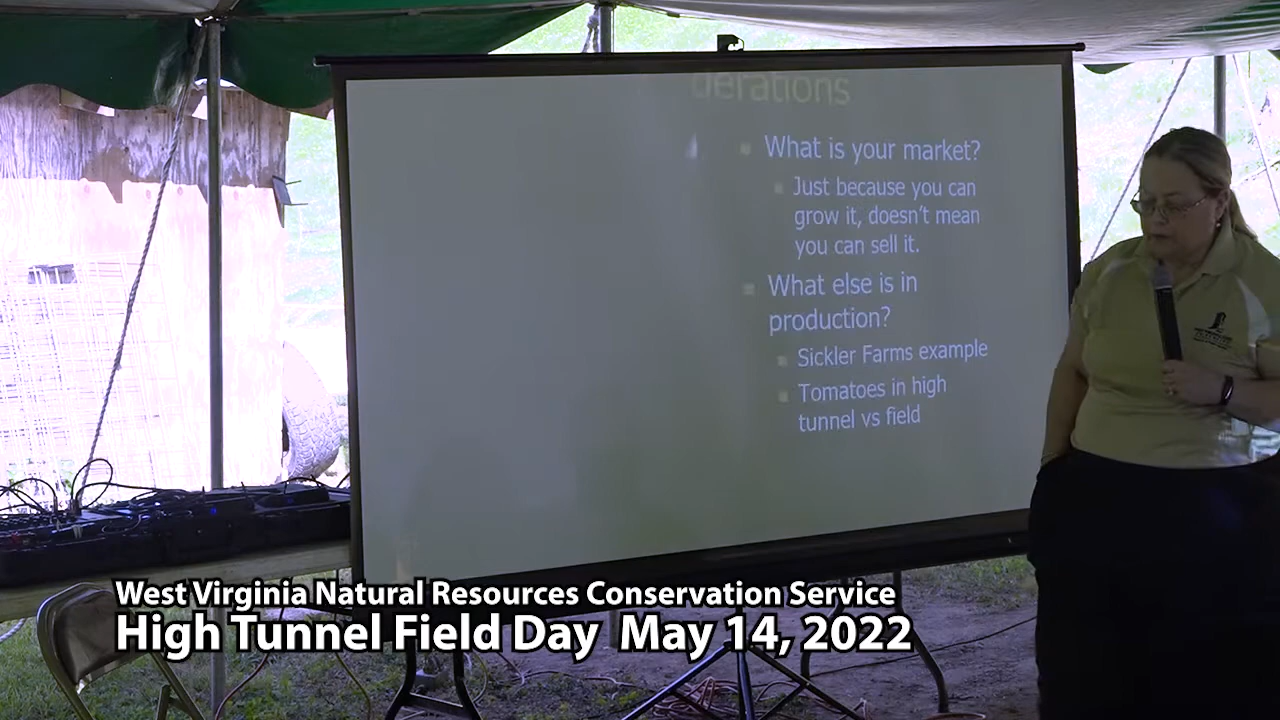 derations
What is your market?
Just because you can
grow it, doesn't mean
you can sell it.
What else is in
production?
Sickler Farms example
Tomatoes in high
tunnel vs field
West Virginia Natural Resources Conservation Service
High Tunnel Field Day May 14, 2022